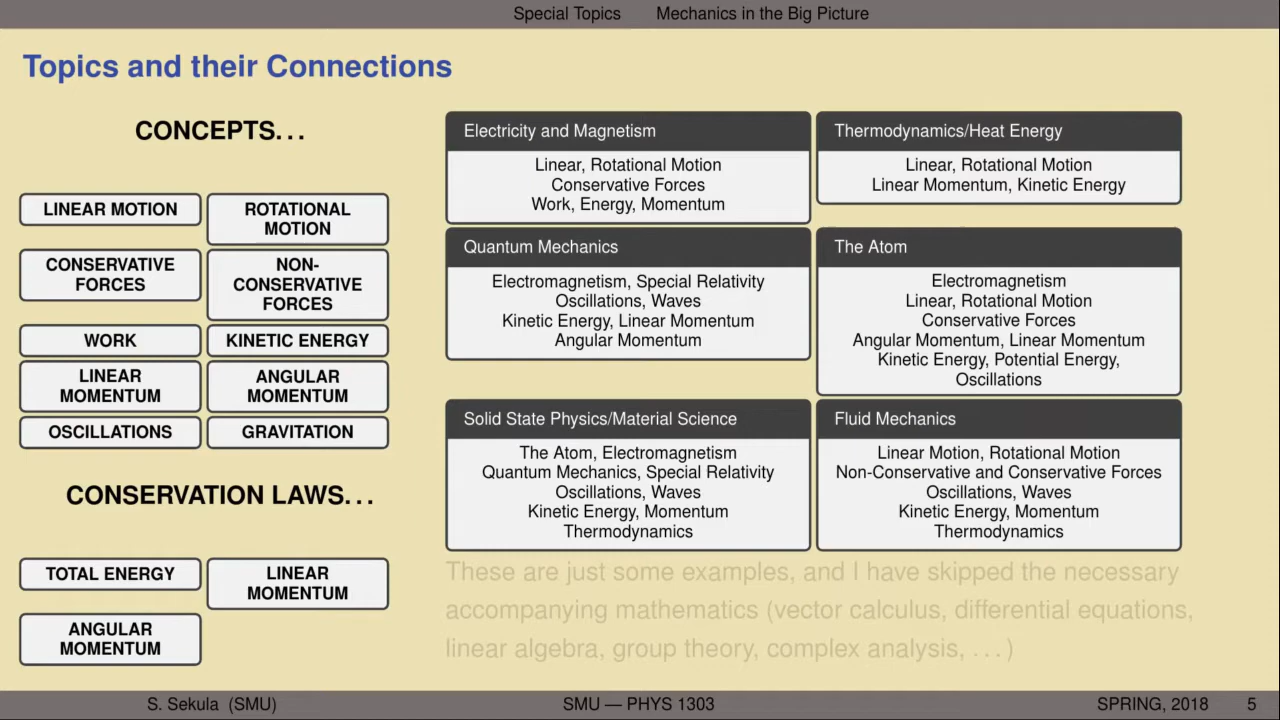 Special Topics Mechanics in the Big Picture
Topics and their Connections
CONCEPTS. . .
LINEAR MOTION
ROTATIONAL
MOTION
CONSERVATIVE
FORCES
NON-
CONSERVATIVE
FORCES
WORK
KINETIC ENERGY
LINEAR
MOMENTUM
ANGULAR
MOMENTUM
OSCILLATIONS
GRAVITATION
CONSERVATION LAWS. . .
TOTAL ENERGY
LINEAR
MOMENTUM
ANGULAR
MOMENTUM
Electricity and Magnetism
Linear, Rotational Motion
Conservative Forces
Work, Energy, Momentum
Thermodynamics/Heat Energy
Linear, Rotational Motion
Linear Momentum, Kinetic Energy
Quantum Mechanics
Electromagnetism, Special Relativity
Oscillations, Waves
Kinetic Energy, Linear Momentum
Angular Momentum
The Atom
Electromagnetism
Linear, Rotational Motion
Conservative Forces
Angular Momentum, Linear Momentum
Kinetic Energy, Potential Energy,
Oscillations
Solid State Physics/Material Science
The Atom, Electromagnetism
Quantum Mechanics, Special Relativity
Oscillations, Waves
Kinetic Energy, Momentum
Thermodynamics
Fluid Mechanics
Linear Motion, Rotational Motion
Non-Conservative and Conservative Forces
Oscillations, Waves
Kinetic Energy, Momentum
Thermodynamics
These are just some examples, and I have skipped the necessary
accompanying mathematics (vector calculus, differential equations,
linear algebra, group theory, complex analysis, . . . )
S. Sekula (SMU) SMU — PHYS 1303 SPRING, 2018 5